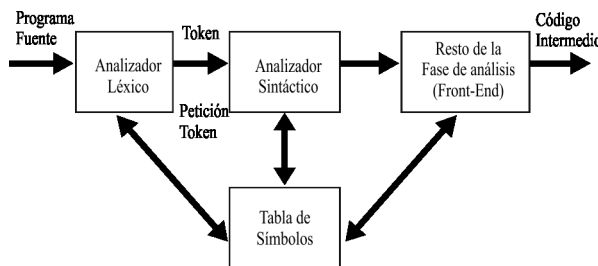 Programa
Fuente
Token
Código
Intermedio
Analizador
Léxico
Analizador
Sintáctico
Resto de la
Fase de análisis
(Front-End)
Petición
Token
Tabla de
Símbolos